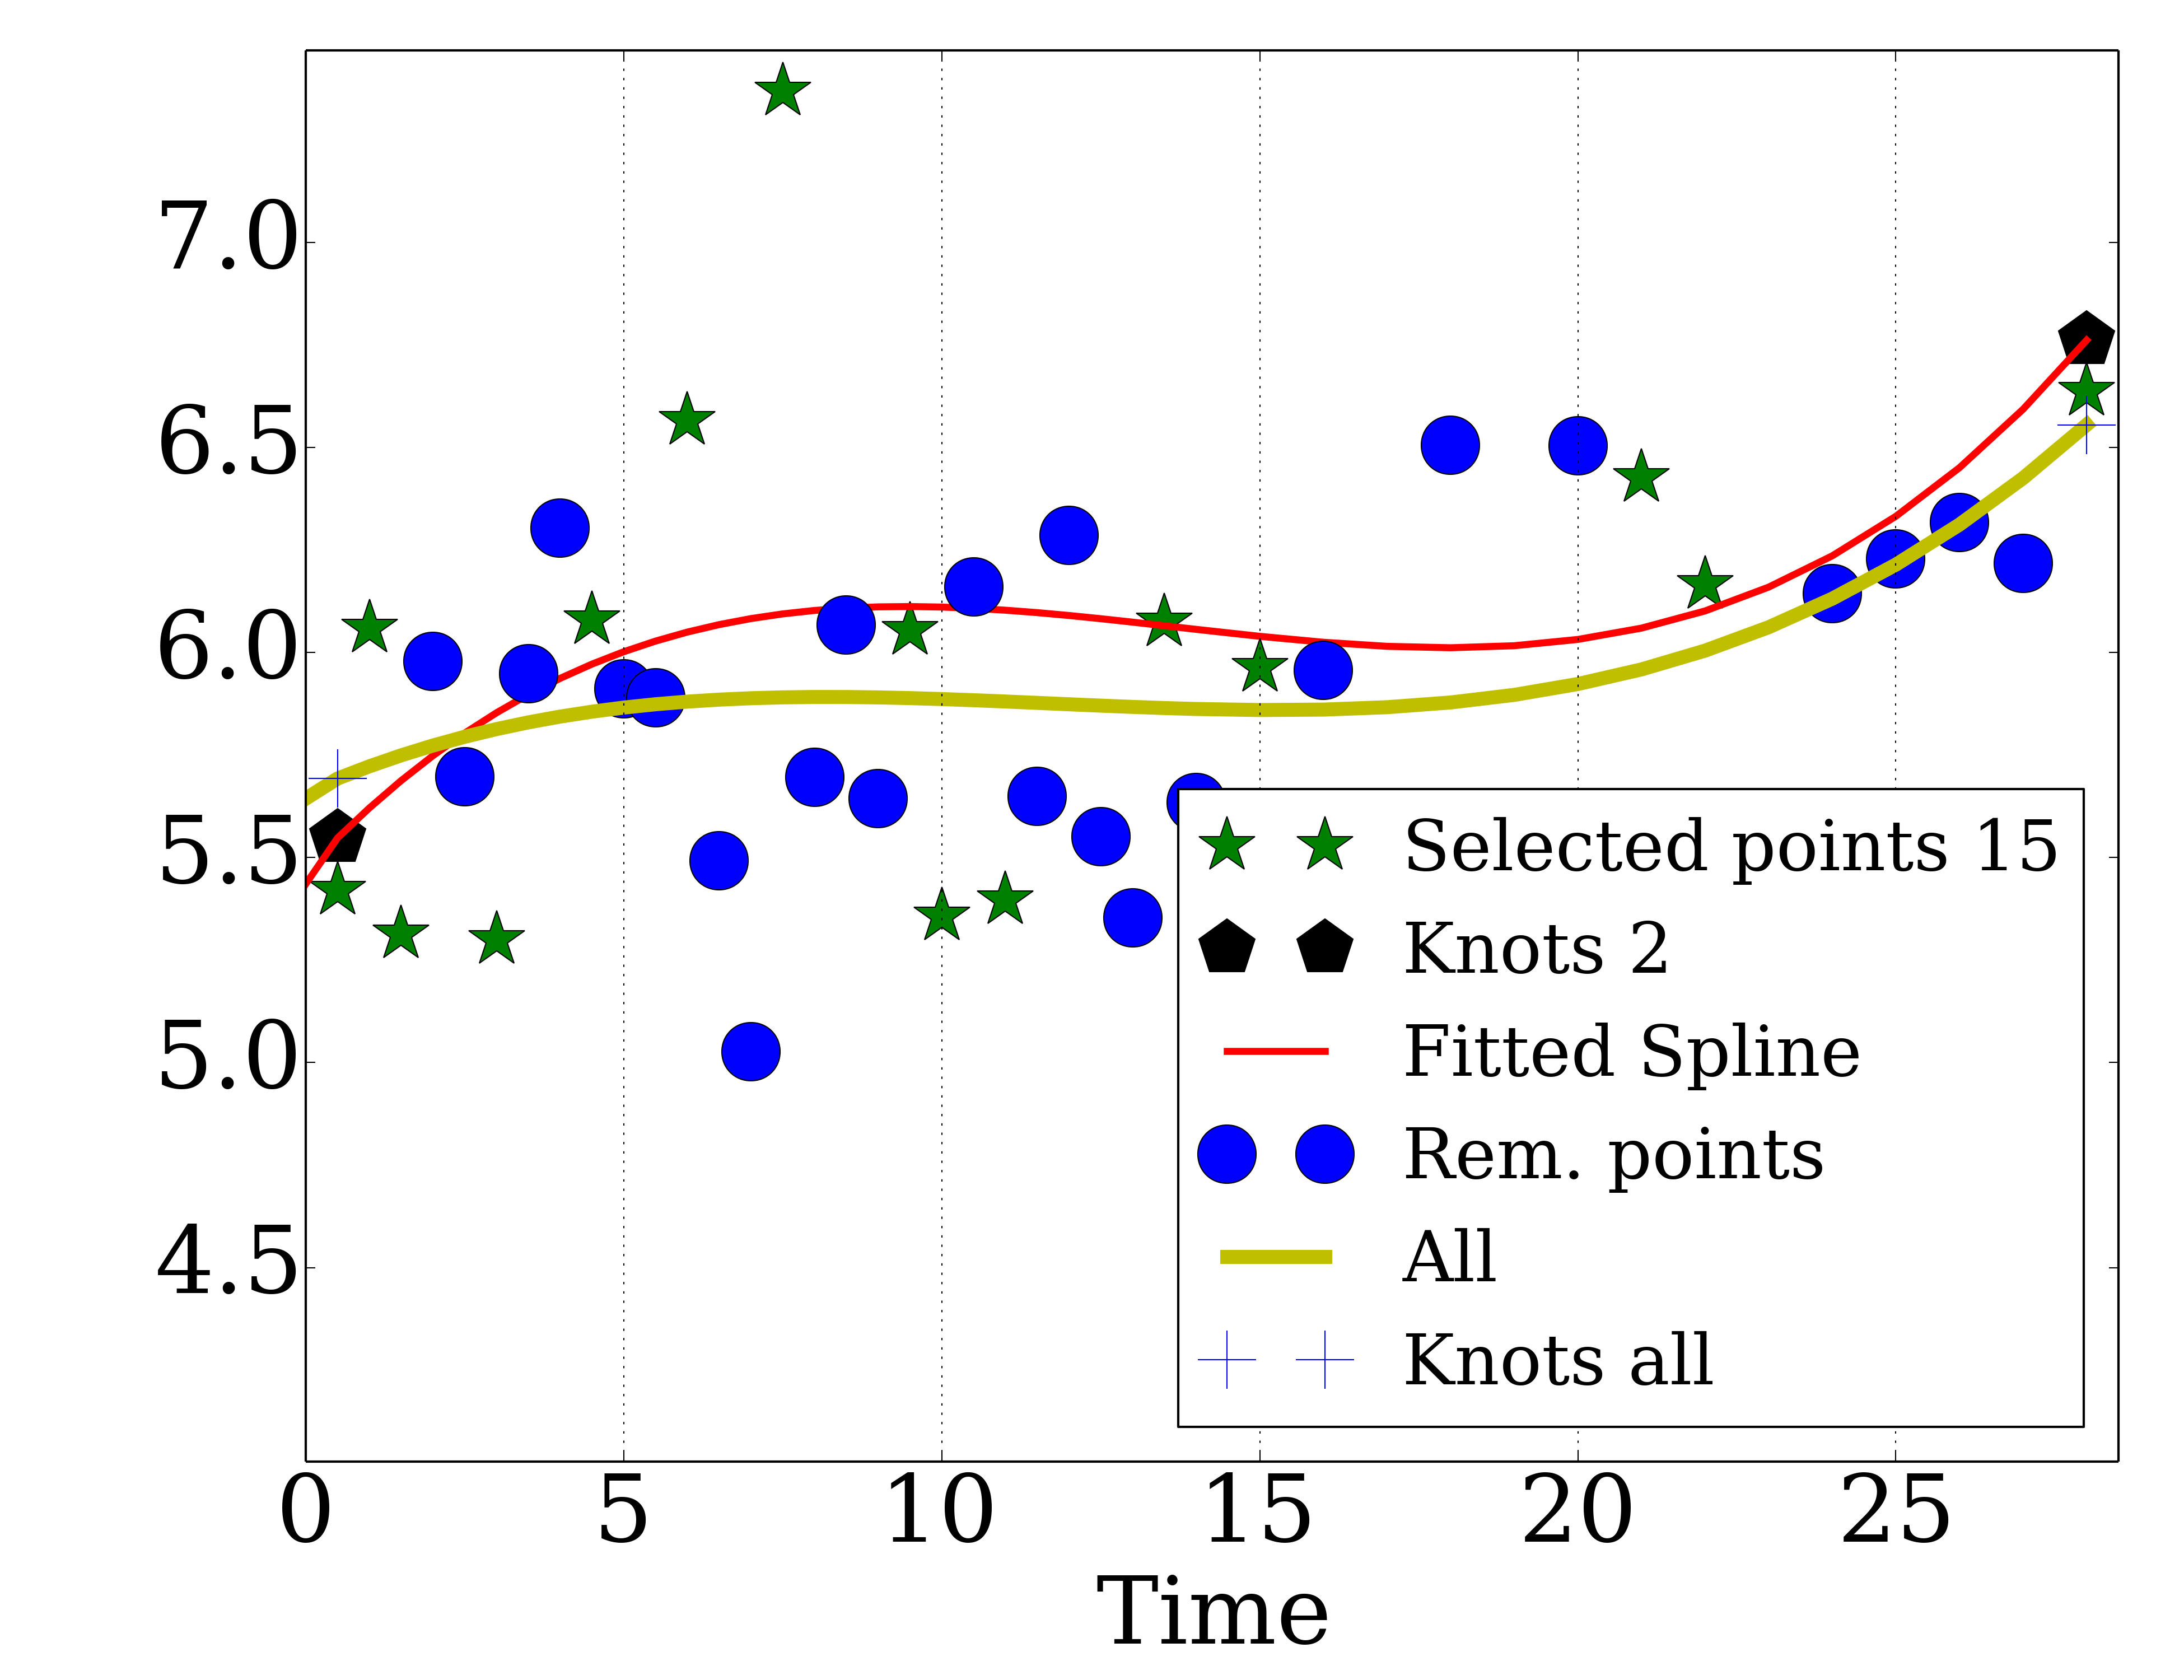 7.0
6.5
6.0
5.5
5.0
4.5
Selected points 15
Knots 2
Fitted Spline
Rem. points
All
Knots all
0 5 10 15 20 25
Time